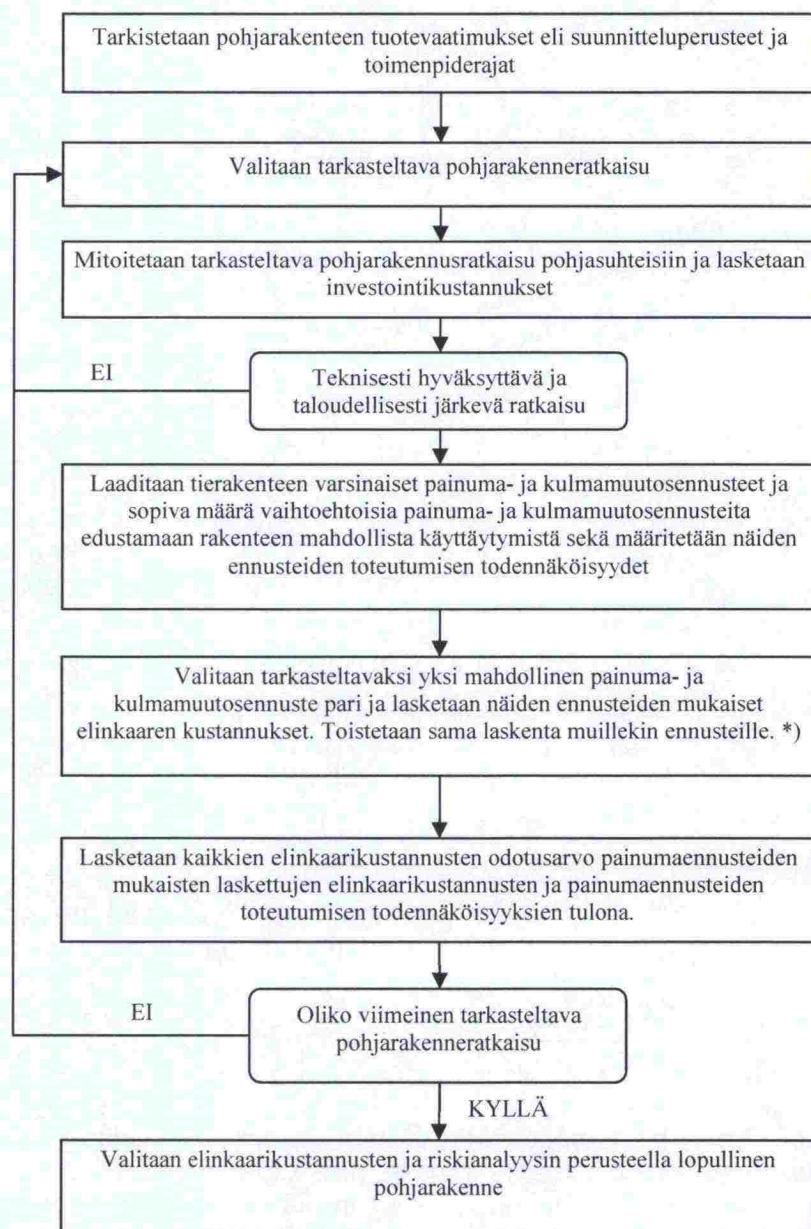 Tarkistetaan pohjarakenteen tuotevaatimukset eli suunnitteluperusteet ja
toimenpiderajat
Valitaan tarkasteltava pohjarakenneratkaisu
Mitoitetaan tarkasteltava pohjarakennusratkaisu pohjasuhteisiin ja lasketaan
investointikustannukset
EI
Teknisesti hyväksyttävä ja
taloudellisesti järkevä ratkaisu
Laaditaan tierakenteen varsinaiset painuma- ja kulmamuutosennusteet ja
sopiva määrä vaihtoehtoisia painuma- ja kulmamuutosennusteita
edustamaan rakenteen mahdollista käyttäytymistä sekä määritetään näiden
ennusteiden toteutumisen todennäköisyydet
Valitaan tarkasteltavaksi yksi mahdollinen painuma- ja
kulmamuutosennuste pari ja lasketaan näiden ennusteiden mukaiset
elinkaaren kustannukset. Toistetaan sama laskenta muillekin ennusteille. *)
Lasketaan kaikkien elinkaarikustannusten odotusarvo painumaennusteiden
mukaisten laskettujen elinkaarikustannusten ja painumaennusteiden
toteutumisen todennäköisyyksien tulona.
EI
Oliko viimeinen tarkasteltava
pohjarakenneratkaisu
KYLLÄ
Valitaan elinkaarikustannusten ja riskianalyysin perusteella lopullinen
pohjarakenne